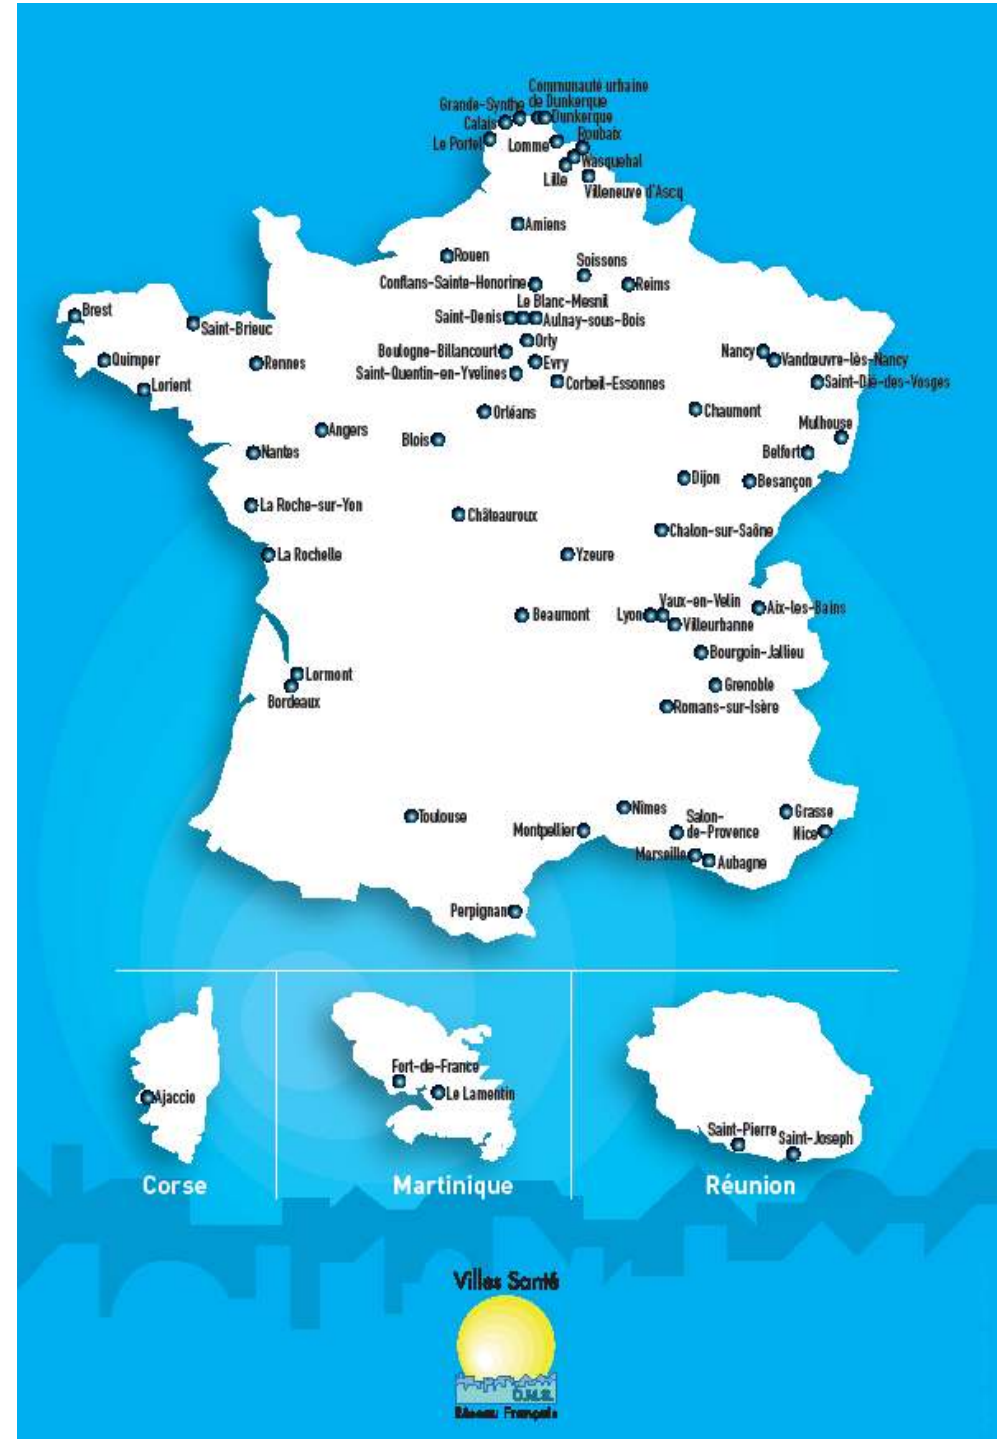 Communauté urbaine
de Dunkerque
Grande-Synthe
Dunkerque
Calais
Roubaix
Le Portel
Lomme
Wasquehal
Lille
Villeneuve d'Ascq
Amiens
Rouen
Soissons
Conflans-Sainte-Honorine
Reims
Le Blanc-Mesnil
Saint-Denis
Aulnay-sous-Bois
Brest
Saint-Brieuc
Orly
Boulogne-Billancourt
Nancy
Vandœuvre-lès-Nancy
Quimper
Rennes
Evry
Saint-Quentin-en-Yvelines
Corbeil-Essonnes
Saint-Dié-des-Vosges
Lorient
Orléans
Chaumont
Mulhouse
Angers
Blois
Nantes
Belfort
Dijon
Besançon
La Roche-sur-Yon
Châteauroux
Chalon-sur-Saône
La Rochelle
Yzeure
Vaux-en-Velin
Aix-les-Bains
Beaumont
Lyon
Villeurbanne
Bourgoin-Jallieu
Lormont
Grenoble
Bordeaux
Romans-sur-Isère
Nîmes
Grasse
Toulouse
Salon-
de-Provence
Montpellier
Nice
Marseille
Aubagne
Perpignan
Fort-de-France
Ajaccio
Le Lamentin
Saint-Pierre
Saint-Joseph
Corse
Martinique
Réunion
Villes Santé
O.M.S.
Réseau Français